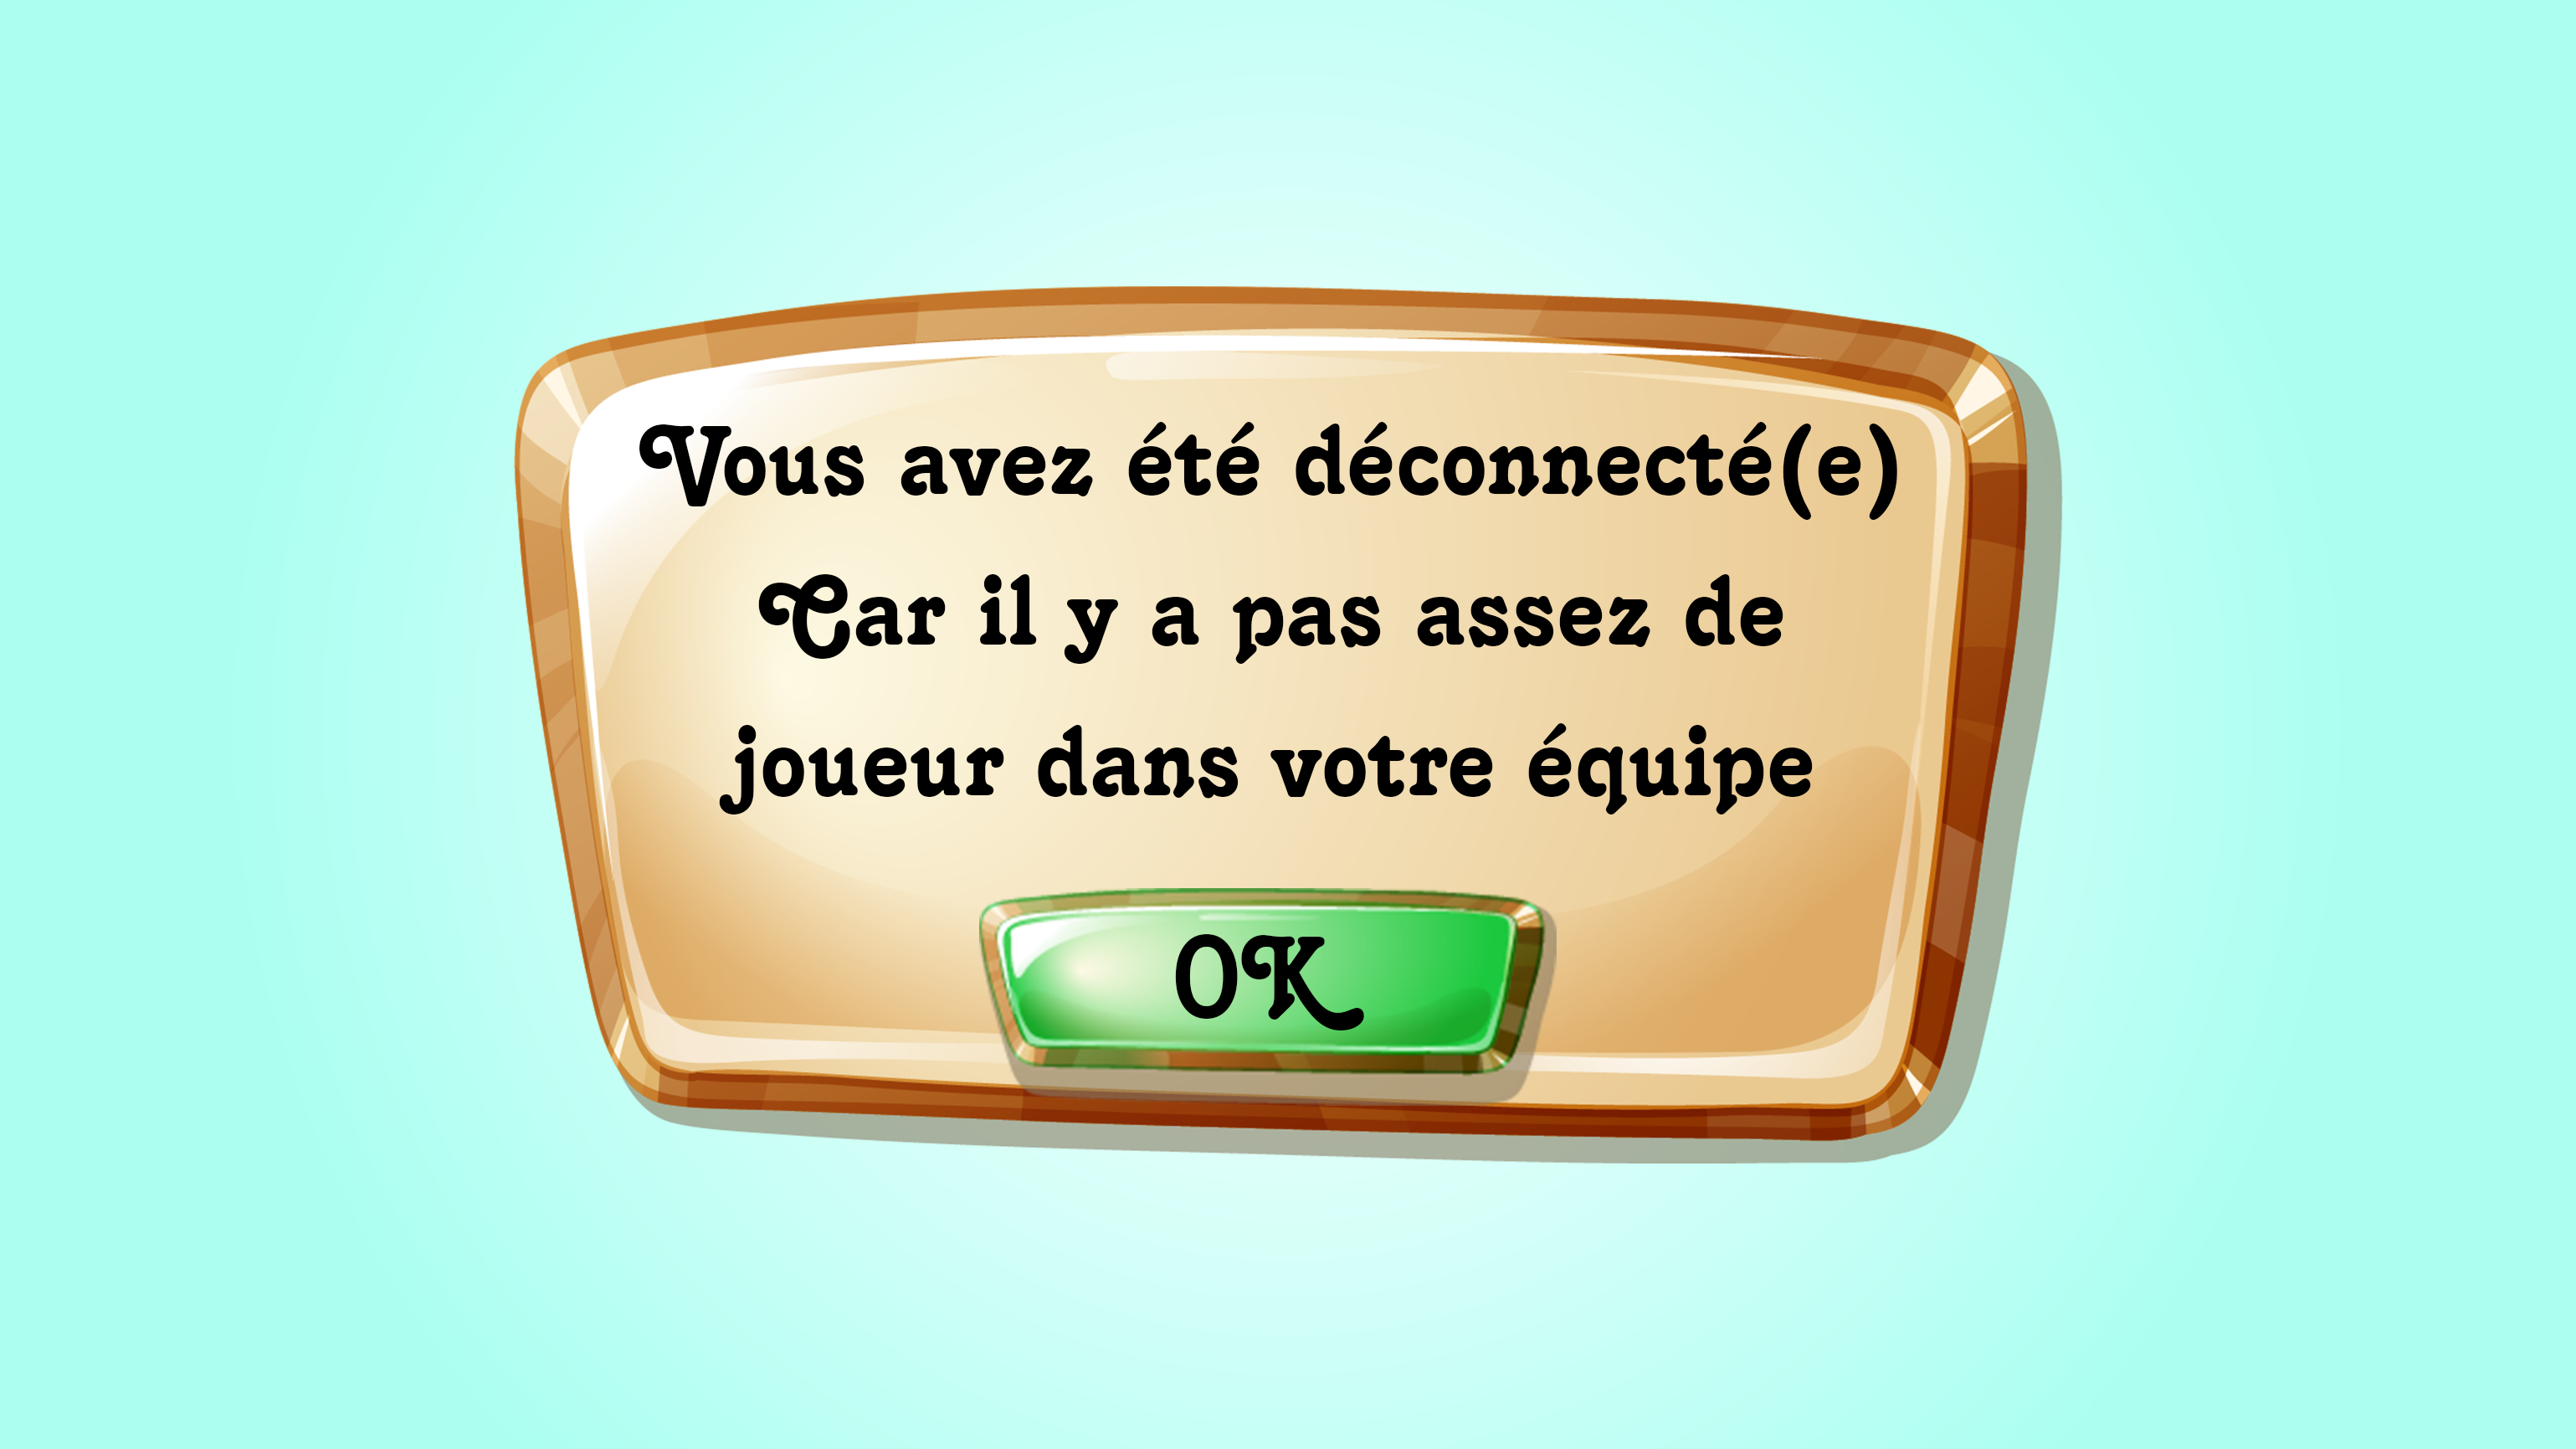 Vous avez été déconnecté(e)
Car il y a pas assez de
joueur dans votre équipe
OK